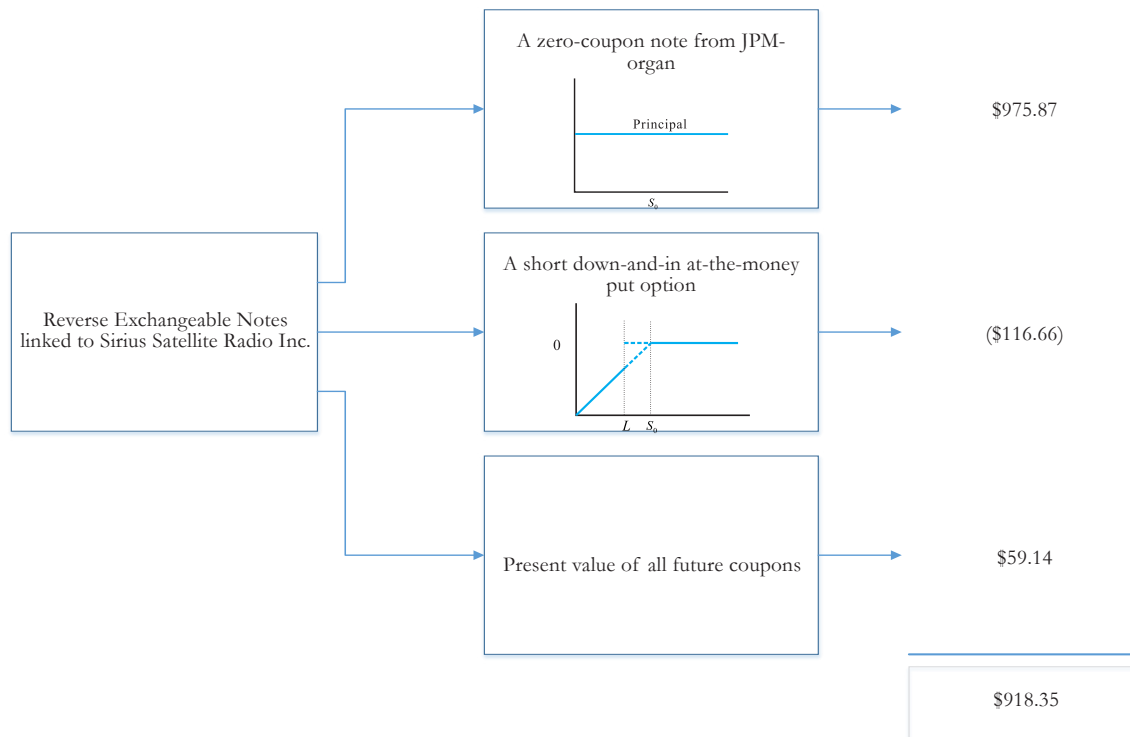 A zero-coupon note from JPM-
organ
Principal
S₀
$975.87
Reverse Exchangeable Notes
linked to Sirius Satellite Radio Inc.
A short down-and-in at-the-money
put option
0
L S₀
($116.66)
Present value of all future coupons
$59.14
$918.35